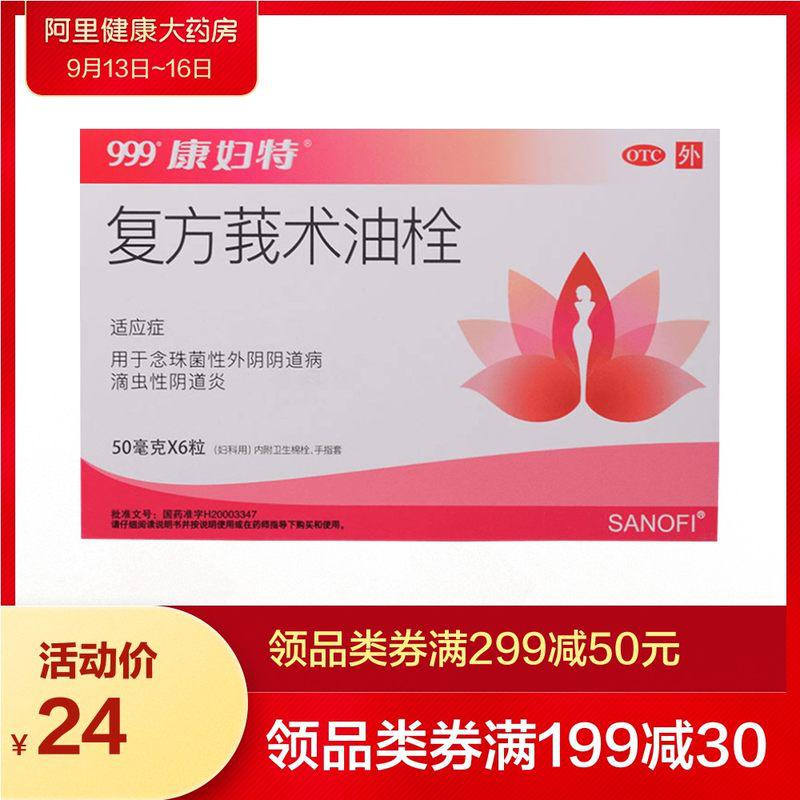 阿里健康大药房
9月13日~16日
999® 康妇特®
OTC 外
复方莪术油栓
适应症
用于念珠菌性外阴阴道病
滴虫性阴道炎
50毫克X6粒 (妇科用) 内附卫生棉栓、手指套
批准文号：国药准字H20003347
请仔细阅读说明书并按说明使用或在药师指导下购买和使用。
SANOFI®
活动价
¥24
领品类券满299减50元
领品类券满199减30